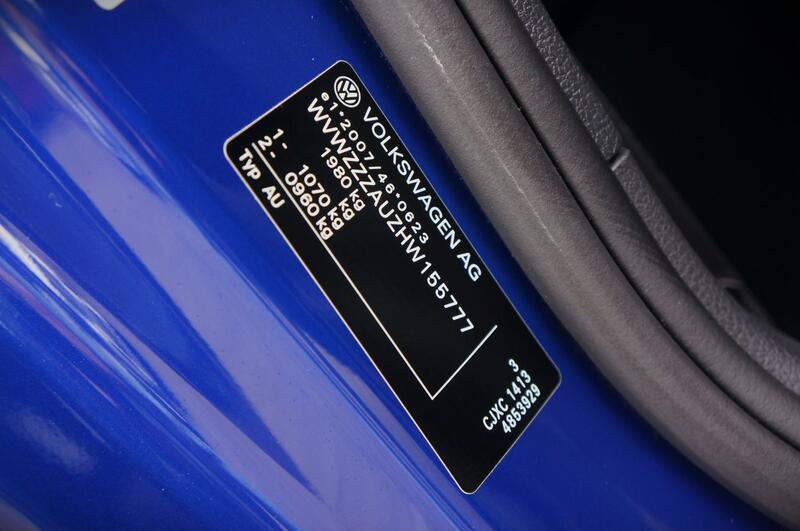 VOLKSWAGEN AG
e1*2007/46*0623
WVWZZZAUZHW155777
1980 kg
kg
1- 1070 kg
2- 0960 kg
Typ AU
3
CJXC 1413
4853929